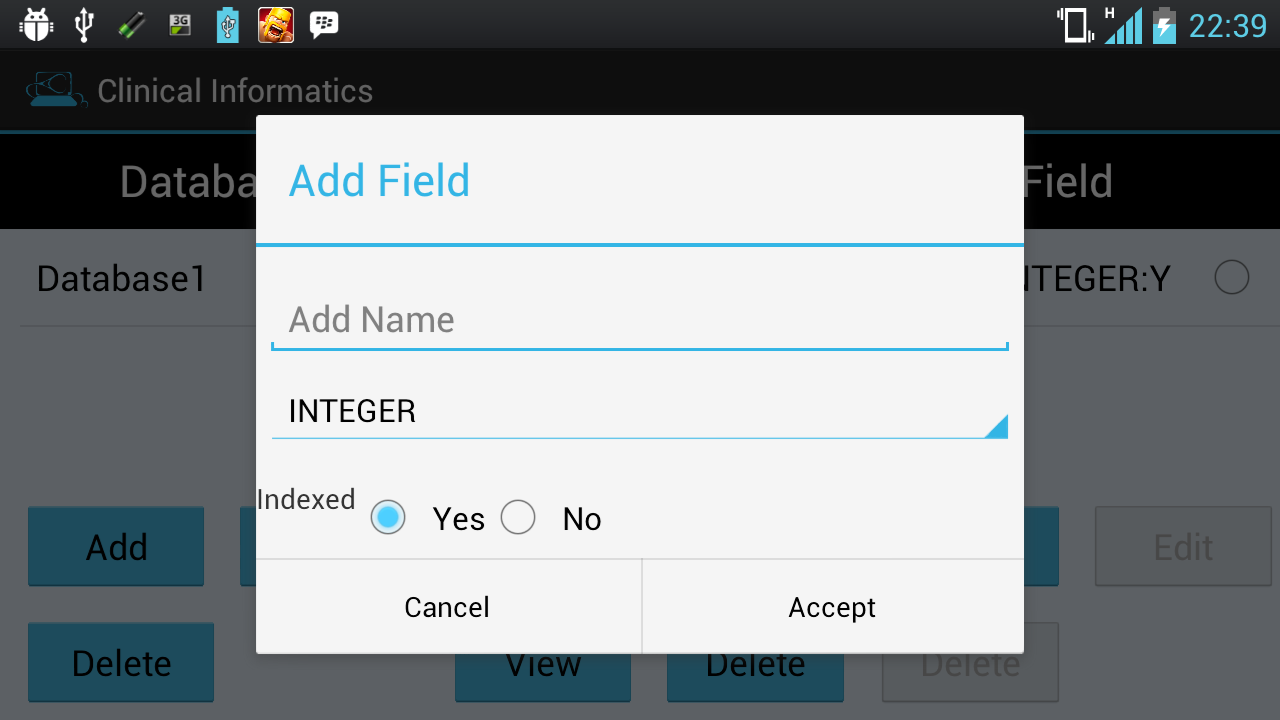 3G
H
22:39
Clinical Informatics
Databa
Field
Add Field
Database1
NTEGER:Y
Add Name
INTEGER
Indexed
Yes
No
Add
Edit
Cancel
Accept
Delete
View
Delete
Delete